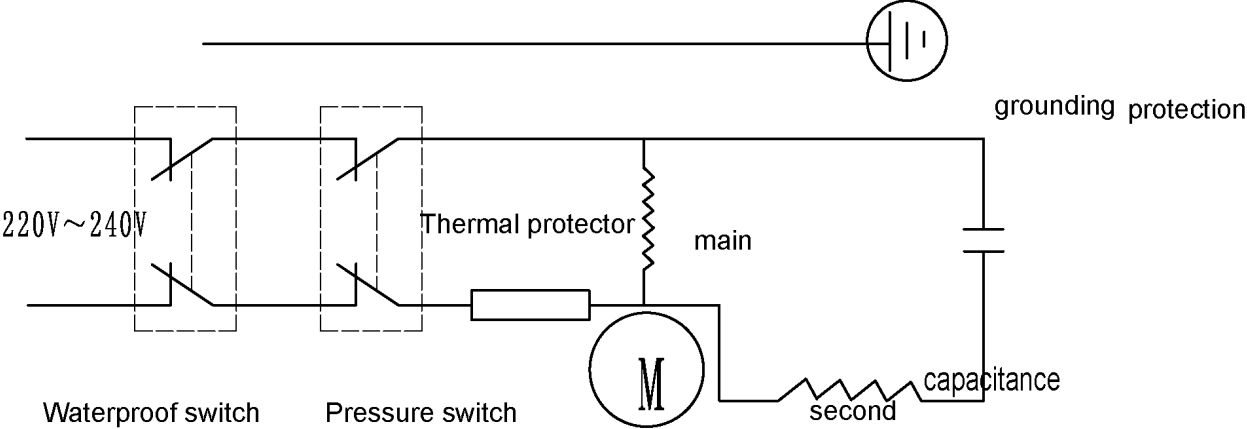 grounding protection
220V～240V
Thermal protector
main
M
capacitance
second
Waterproof switch
Pressure switch